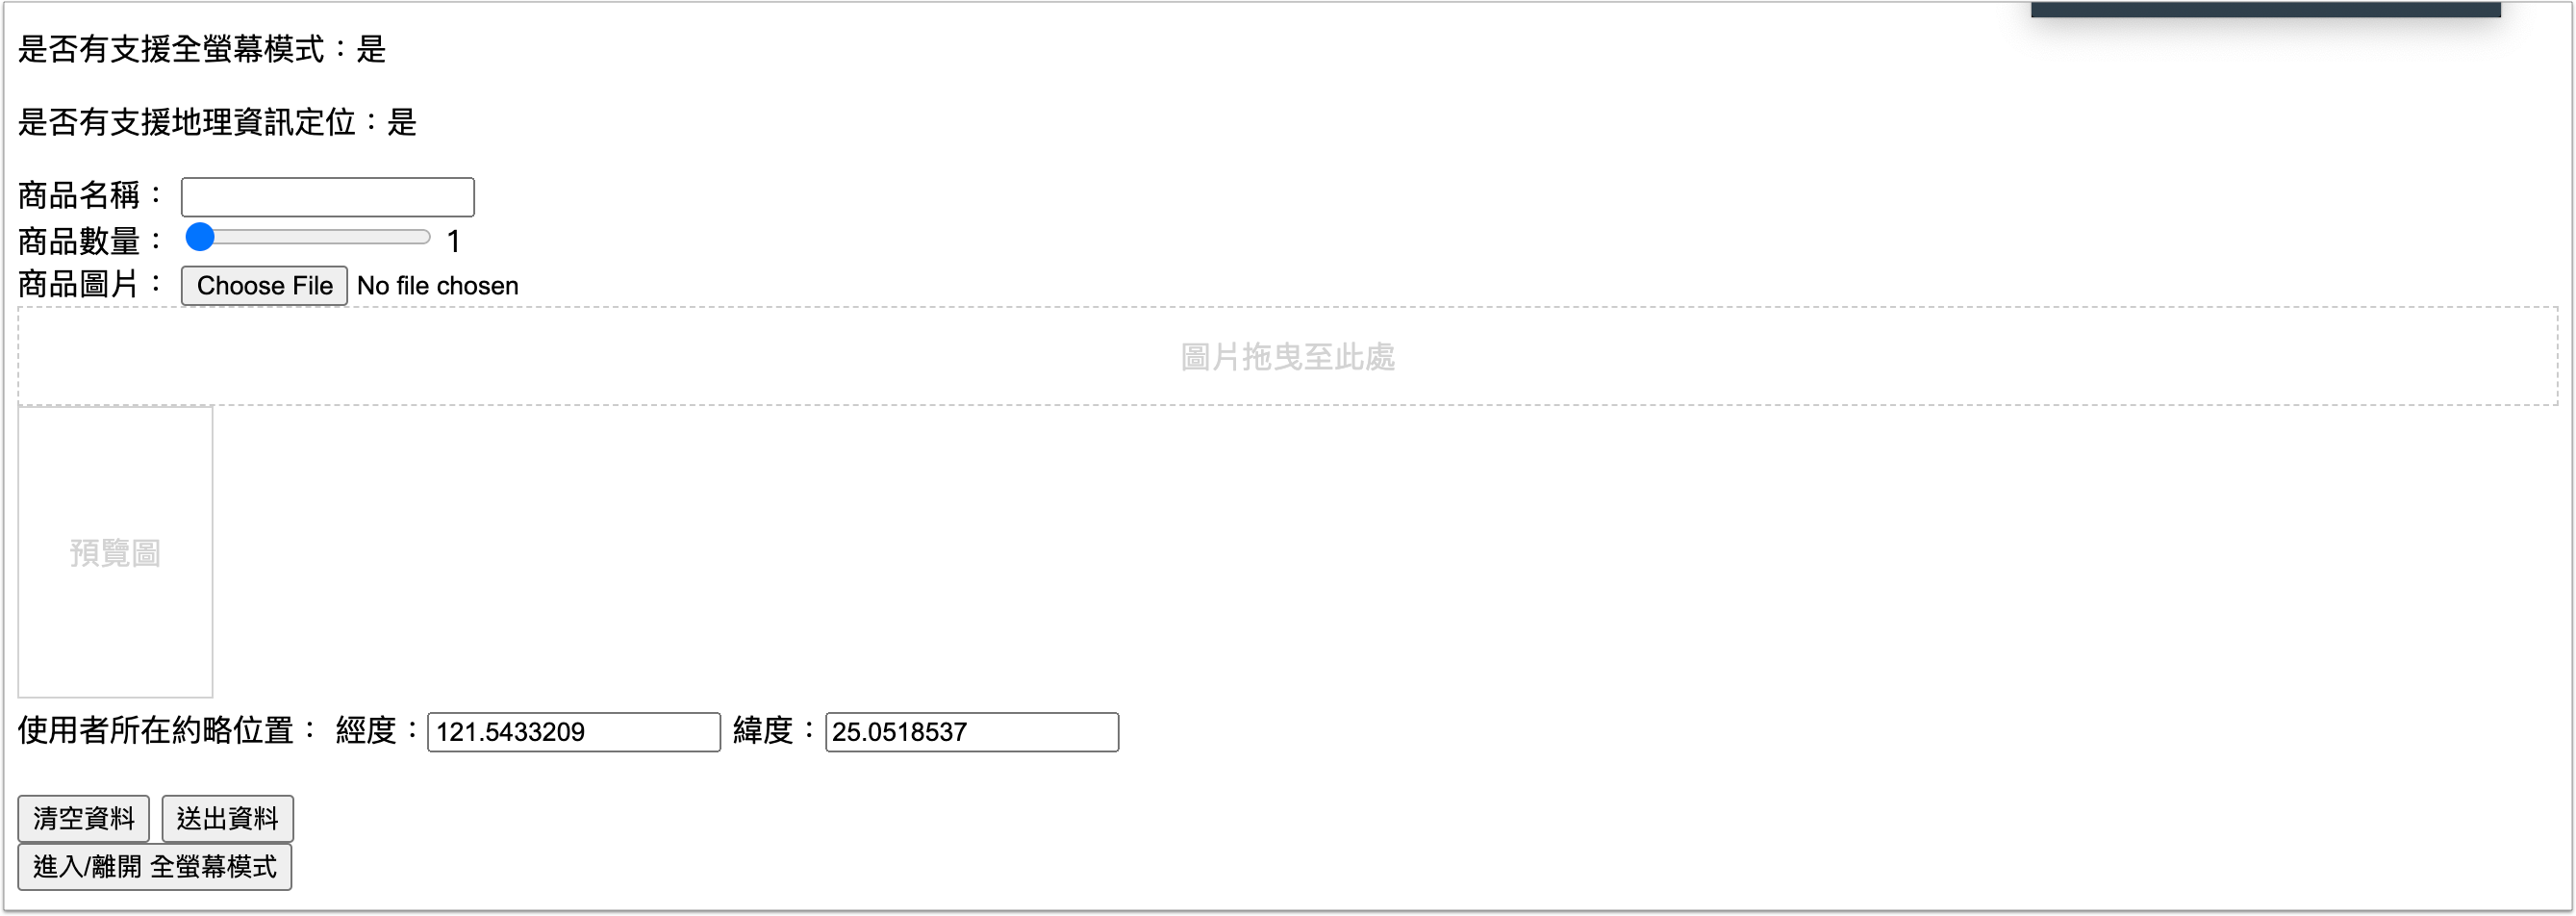 是否有支援全螢幕模式：是
是否有支援地理資訊定位：是
商品名稱：
商品數量： 1
商品圖片： Choose File No file chosen
圖片拖曳至此處
預覽圖
使用者所在約略位置： 經度：121.5433209 緯度：25.0518537
清空資料 送出資料
進入/離開 全螢幕模式